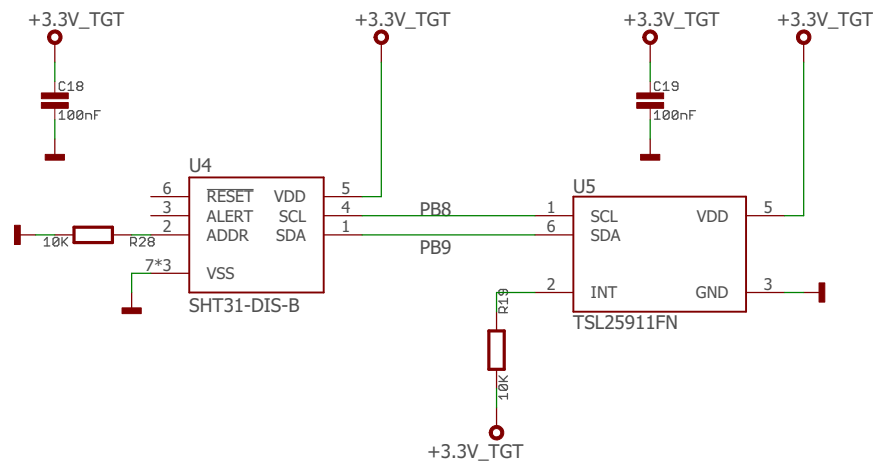 +3.3V_TGT
+3.3V_TGT
+3.3V_TGT
+3.3V_TGT
C18
100nF
C19
100nF
U4
6 RESET VDD 5
3 ALERT SCL 4
2 ADDR SDA 1
10K R28
7*3 VSS
SHT31-DIS-B
PB8
PB9
U5
1 SCL VDD 5
6 SDA
2 INT GND 3
TSL25911FN
R19
10K
+3.3V_TGT